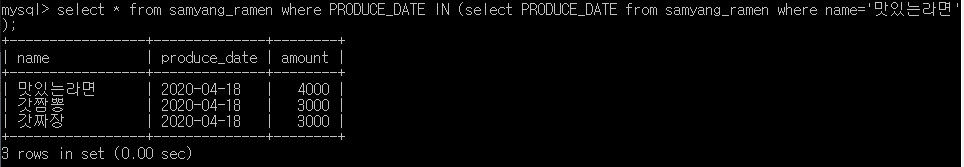 mysql> select * from samyang_ramen where PRODUCE_DATE IN (select PRODUCE_DATE from samyang_ramen where name='맛있는라면'
);
+----------------+--------------+--------+
| name | produce_date | amount |
+----------------+--------------+--------+
| 맛있는라면 | 2020-04-18 | 4000 |
| 갓짬뽕 | 2020-04-18 | 3000 |
| 갓짜장 | 2020-04-18 | 3000 |
+----------------+--------------+--------+
3 rows in set (0.00 sec)